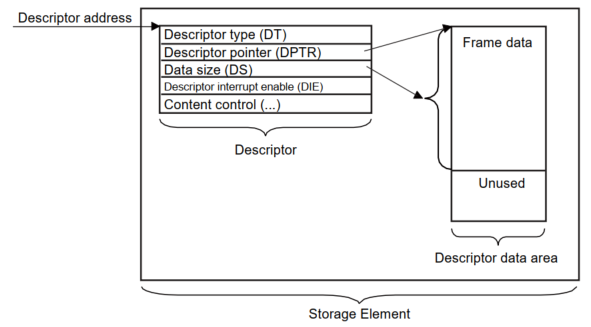 Descriptor address
Descriptor type (DT)
Descriptor pointer (DPTR)
Data size (DS)
Descriptor interrupt enable (DIE)
Content control (...)
Descriptor
Frame data
Unused
Descriptor data area
Storage Element